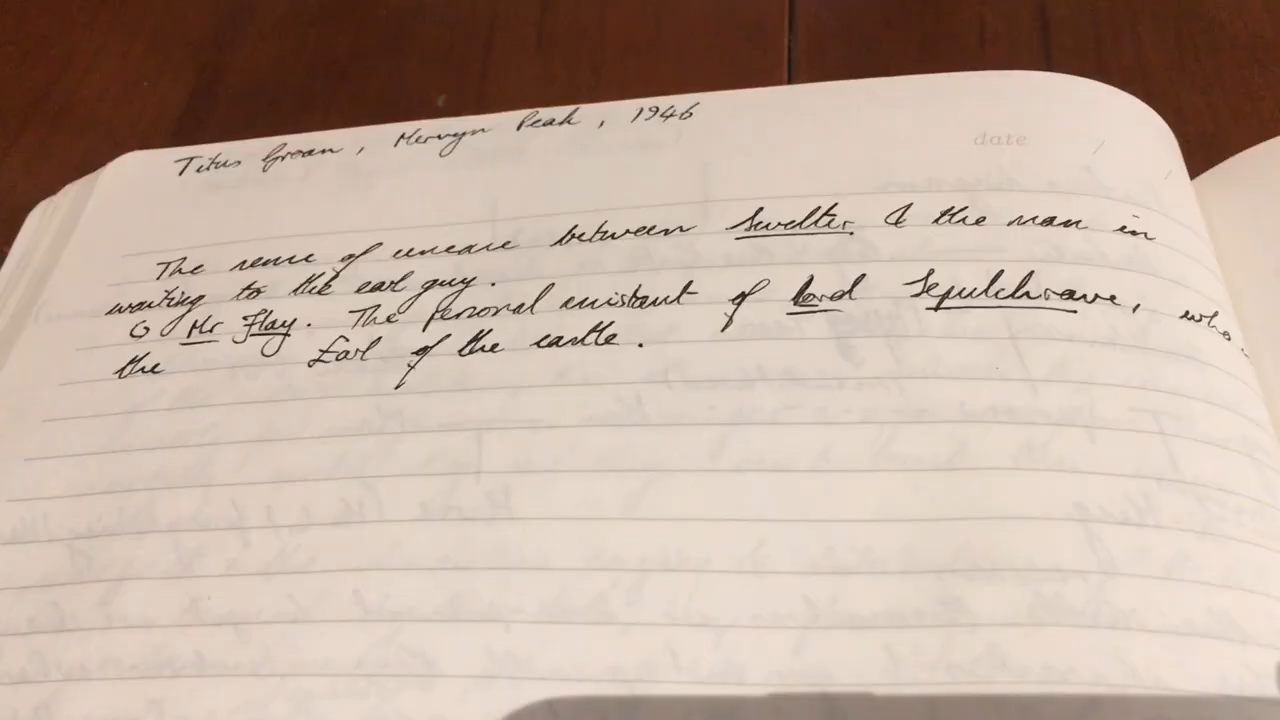 Titus Groan, Mervyn Peak, 1946
date / /
The sense of unease between Swelter & the man in
waiting to the earl guy.
↳ Mr Flay. The personal assistant of Lord Sepulchrave, who
the Earl of the castle.